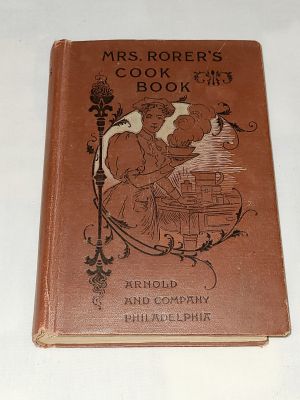 MRS. RORER'S
COOK
BOOK
ARNOLD
AND COMPANY
PHILADELPHIA